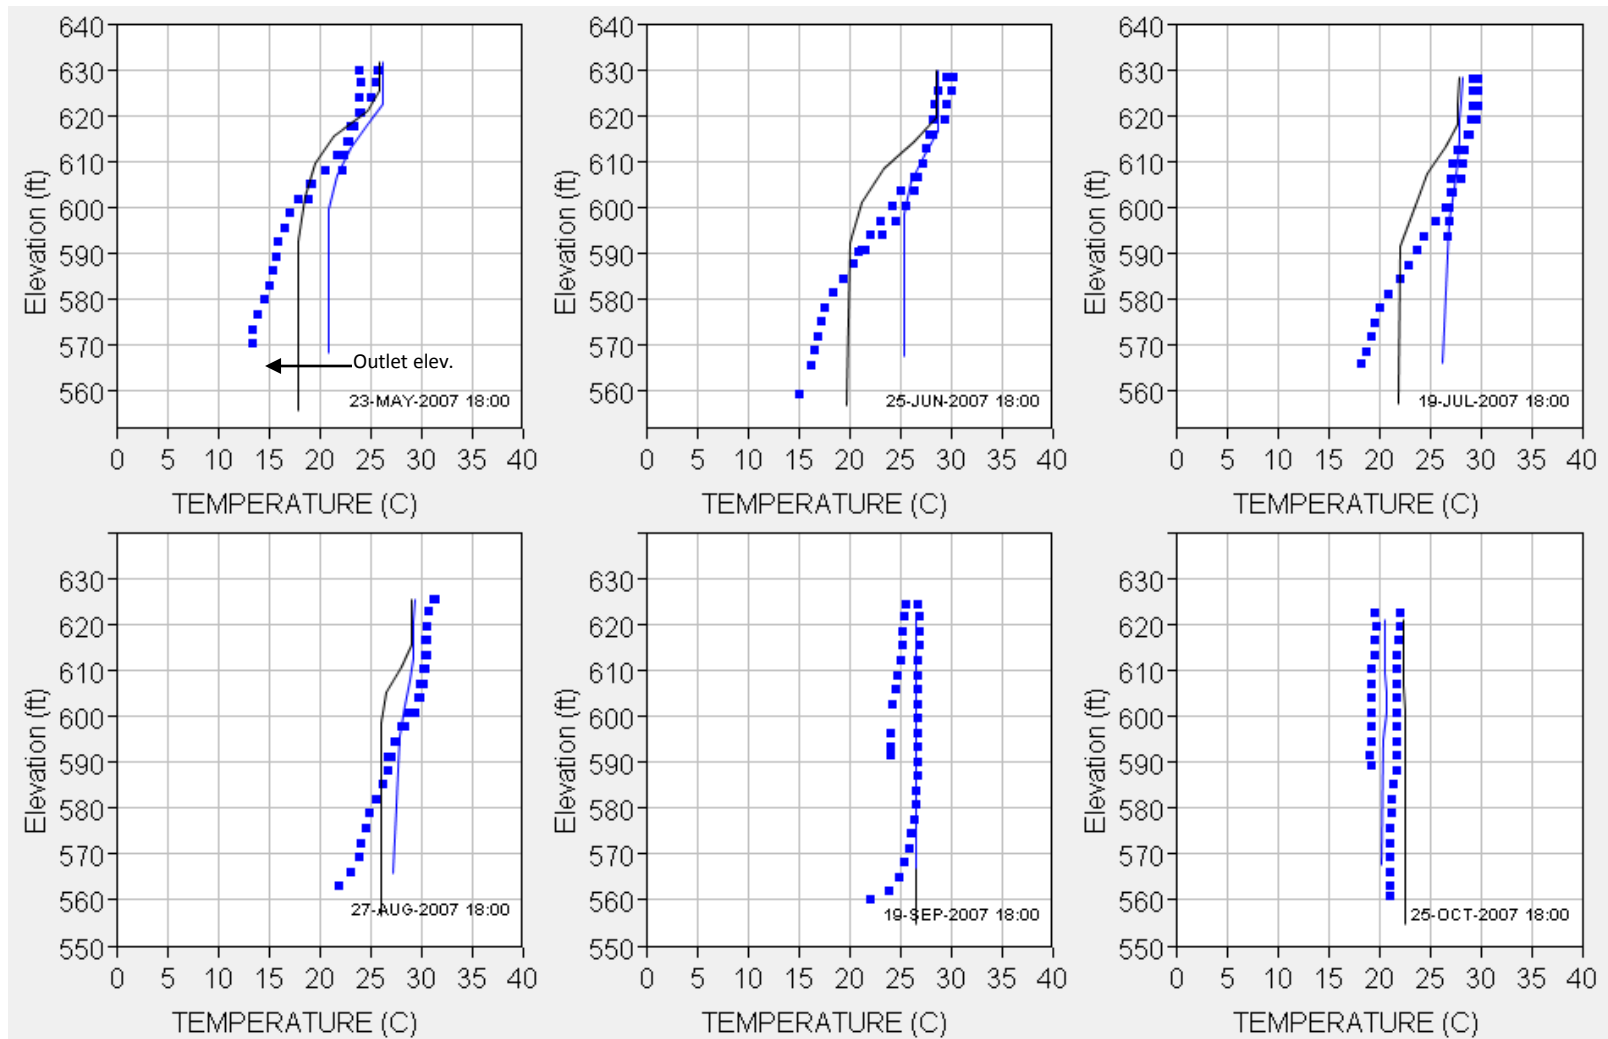 640
630
620
610
600
590
580
570
560
Elevation (ft)
Outlet elev.
23-MAY-2007 18:00
0 5 10 15 20 25 30 35 40
TEMPERATURE (C)
640
630
620
610
600
590
580
570
560
Elevation (ft)
25-JUN-2007 18:00
0 5 10 15 20 25 30 35 40
TEMPERATURE (C)
640
630
620
610
600
590
580
570
560
Elevation (ft)
19-JUL-2007 18:00
0 5 10 15 20 25 30 35 40
TEMPERATURE (C)
630
620
610
600
590
580
570
560
550
Elevation (ft)
27-AUG-2007 18:00
0 5 10 15 20 25 30 35 40
TEMPERATURE (C)
630
620
610
600
590
580
570
560
550
Elevation (ft)
19-SEP-2007 18:00
0 5 10 15 20 25 30 35 40
TEMPERATURE (C)
630
620
610
600
590
580
570
560
550
Elevation (ft)
25-OCT-2007 18:00
0 5 10 15 20 25 30 35 40
TEMPERATURE (C)